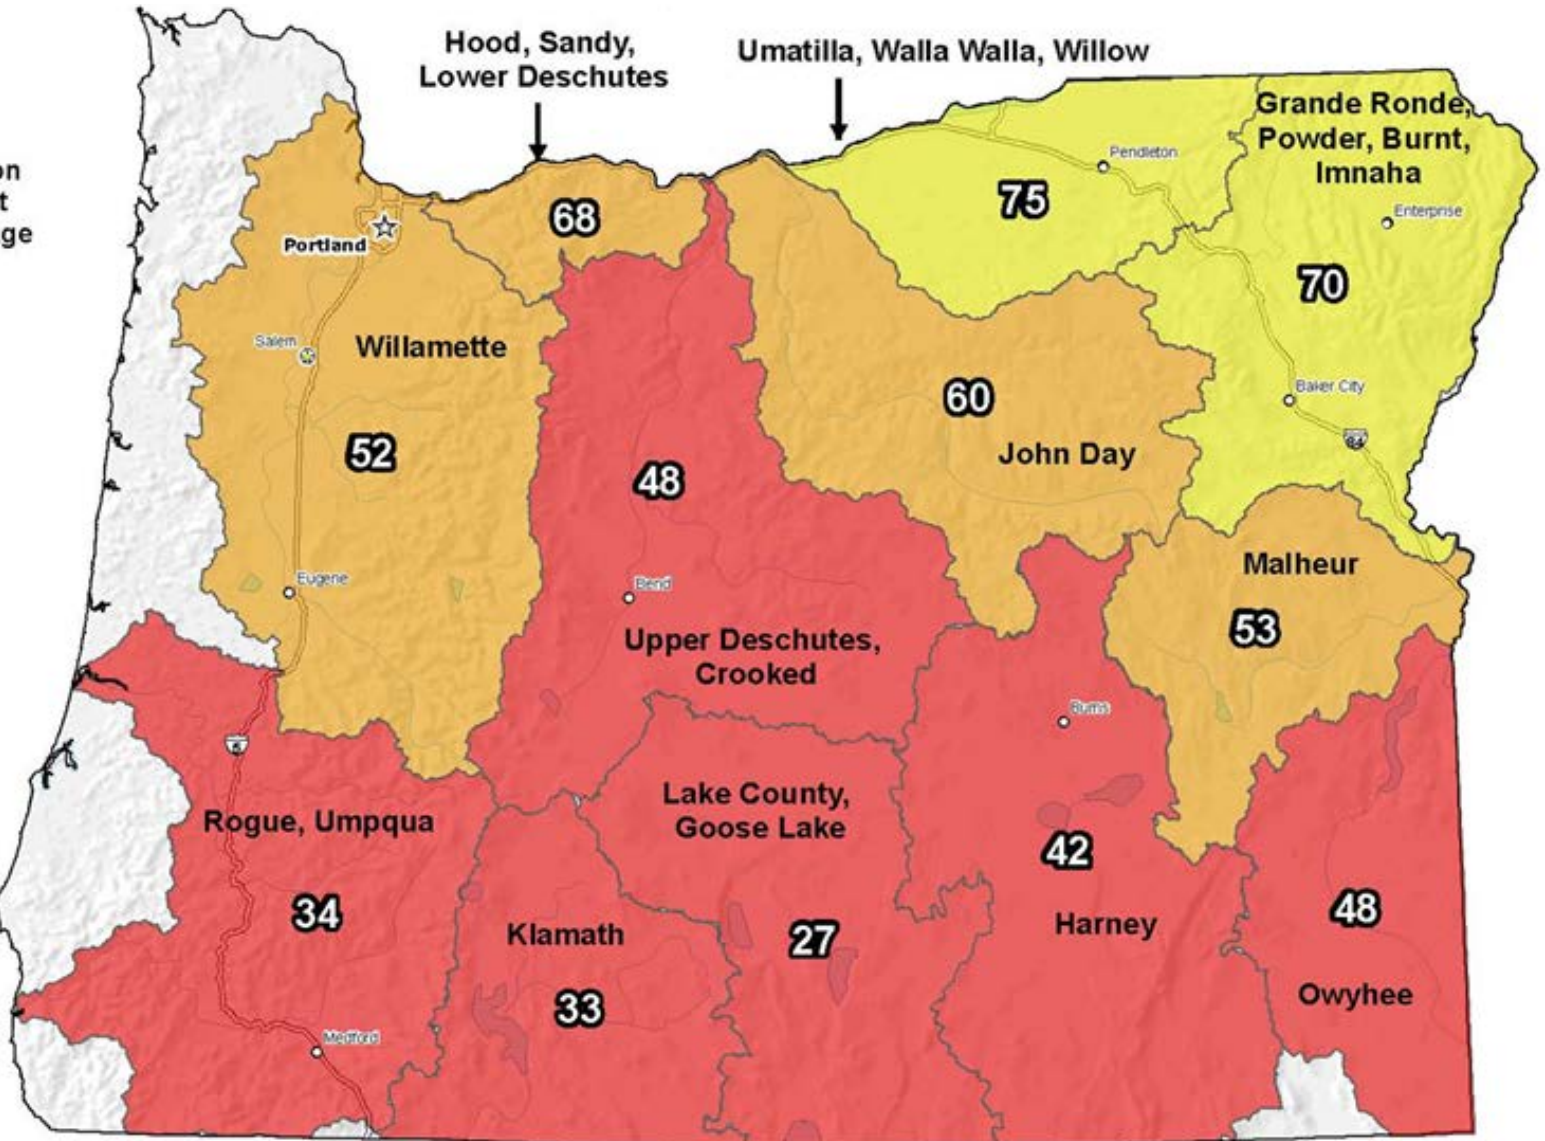 Hood, Sandy,
Lower Deschutes
Umatilla, Walla Walla, Willow
Grande Ronde,
Powder, Burnt,
Imnaha
Pendleton
Enterprise
75
68
70
Portland
Salem
Willamette
60
Baker City
84
John Day
52
48
Malheur
Eugene
Bend
53
Upper Deschutes,
Crooked
Burns
5
Lake County,
Goose Lake
Rogue, Umpqua
42
34
Klamath
27
Harney
48
33
Owyhee
Medford